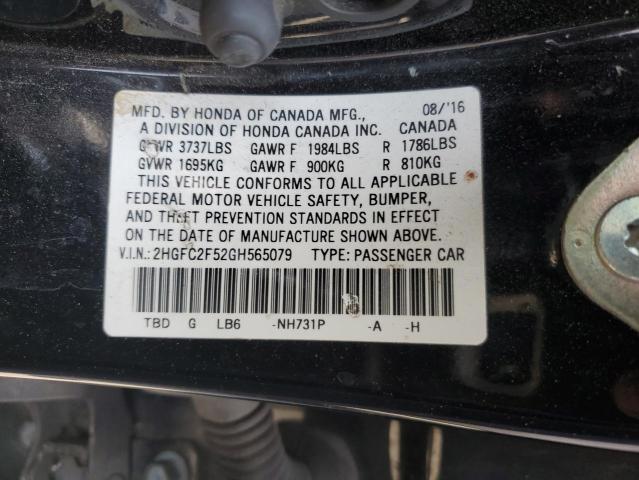 MFD. BY HONDA OF CANADA MFG., 08/'16
A DIVISION OF HONDA CANADA INC. CANADA
GVWR 3737LBS GAWR F 1984LBS R 1786LBS
GVWR 1695KG GAWR F 900KG R 810KG
THIS VEHICLE CONFORMS TO ALL APPLICABLE
FEDERAL MOTOR VEHICLE SAFETY, BUMPER,
AND THEFT PREVENTION STANDARDS IN EFFECT
ON THE DATE OF MANUFACTURE SHOWN ABOVE.
V.I.N.: 2HGFC2F52GH565079 TYPE: PASSENGER CAR
TBD G LB6 -NH731P -A -H